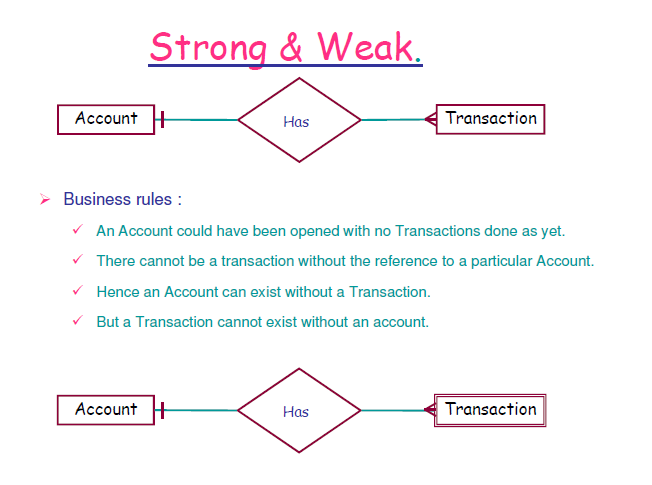 Strong & Weak.
Account
Has
Transaction
Business rules :
An Account could have been opened with no Transactions done as yet.
There cannot be a transaction without the reference to a particular Account.
Hence an Account can exist without a Transaction.
But a Transaction cannot exist without an account.
Account
Has
Transaction